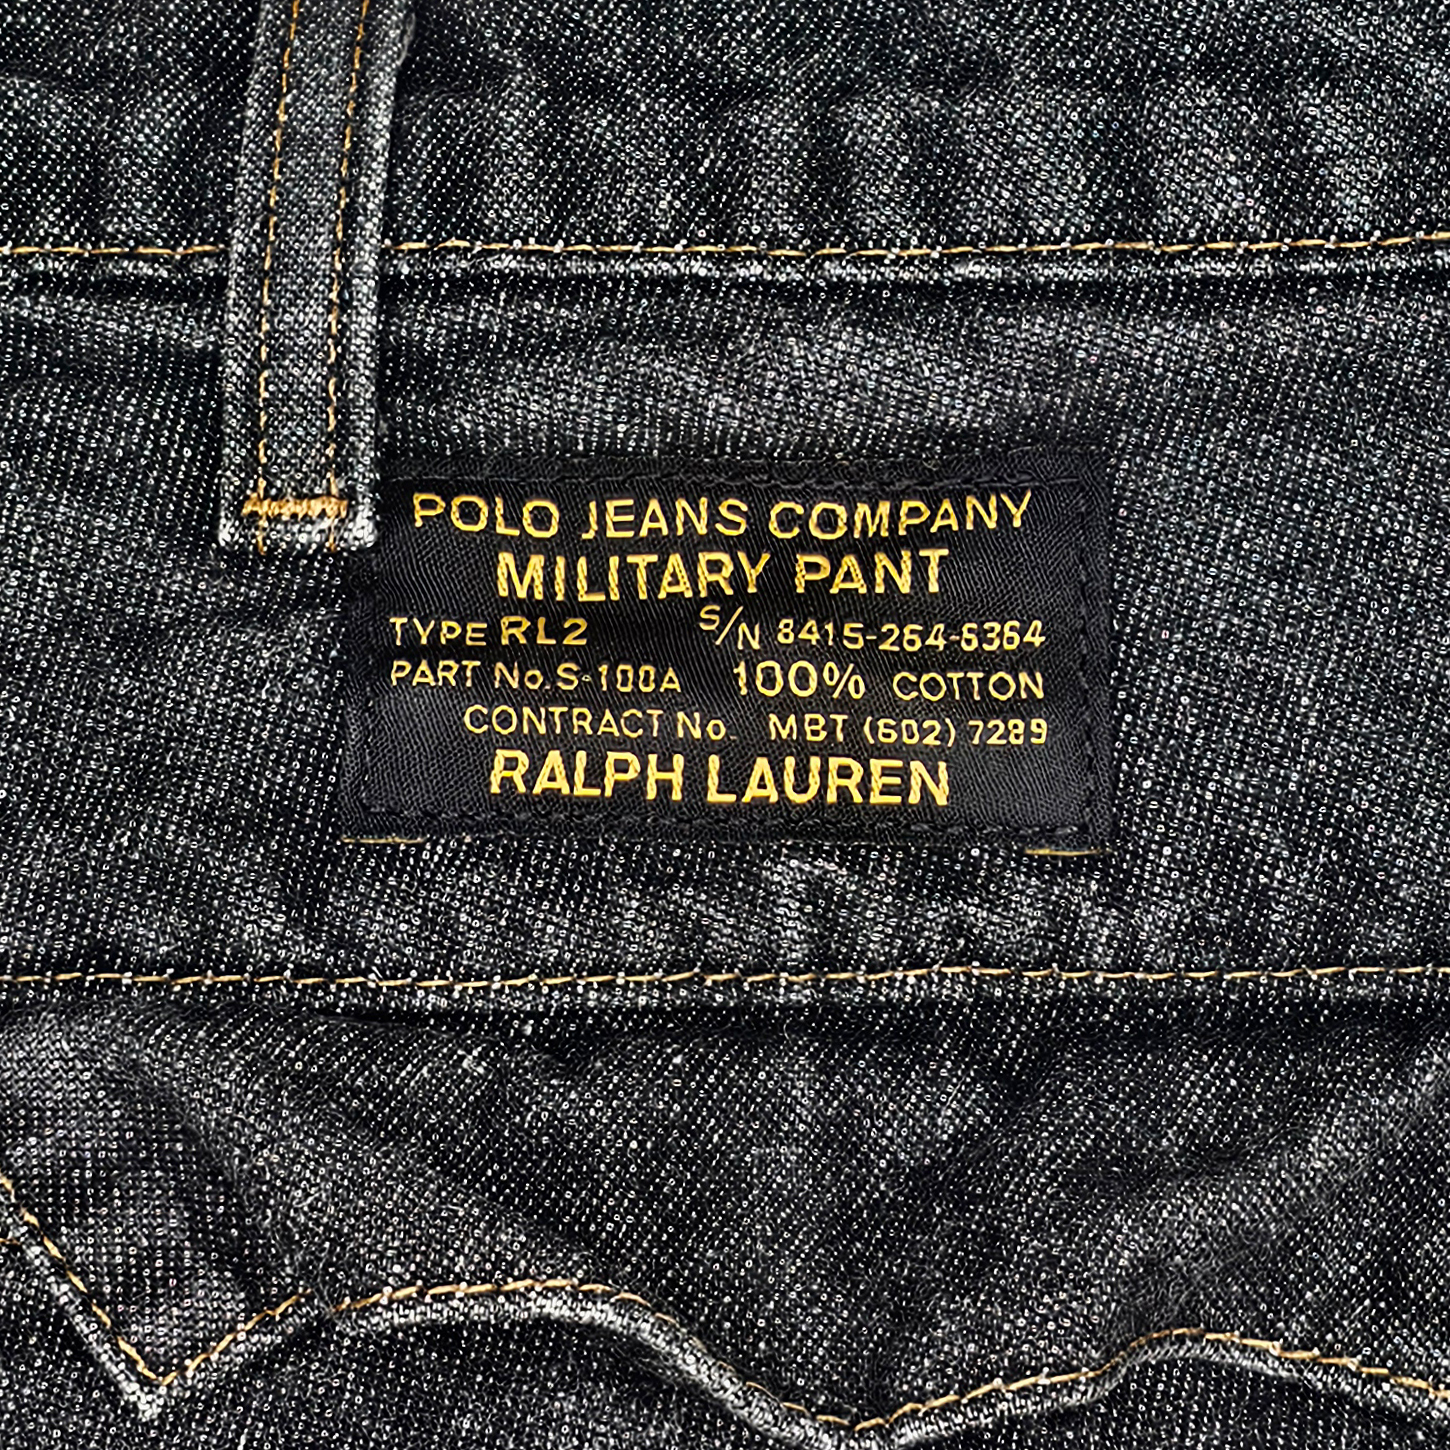 POLO JEANS COMPANY
MILITARY PANT
TYPE RL2 S/N 8415-264-6364
PART No.S-100A 100% COTTON
CONTRACT No. MBT (602) 7289
RALPH LAUREN